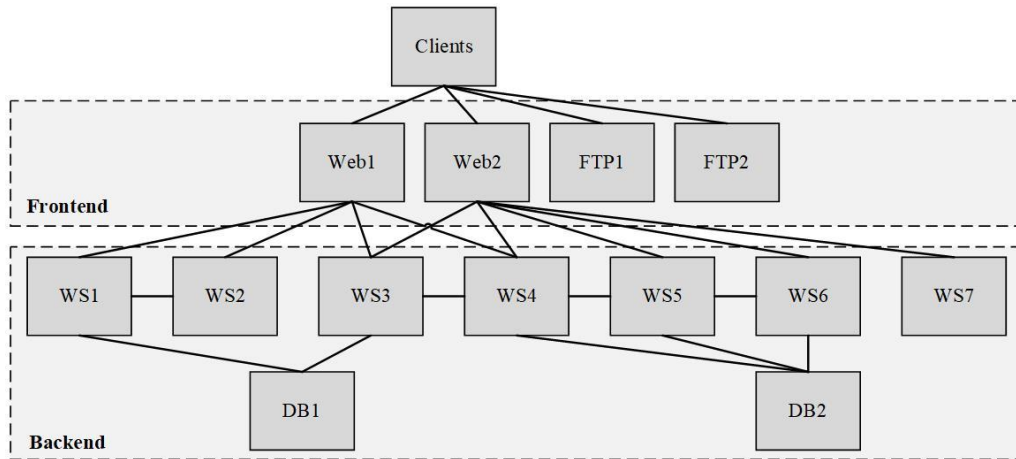 Clients
Web1 Web2 FTP1 FTP2
Frontend
WS1 WS2 WS3 WS4 WS5 WS6 WS7
DB1 DB2
Backend